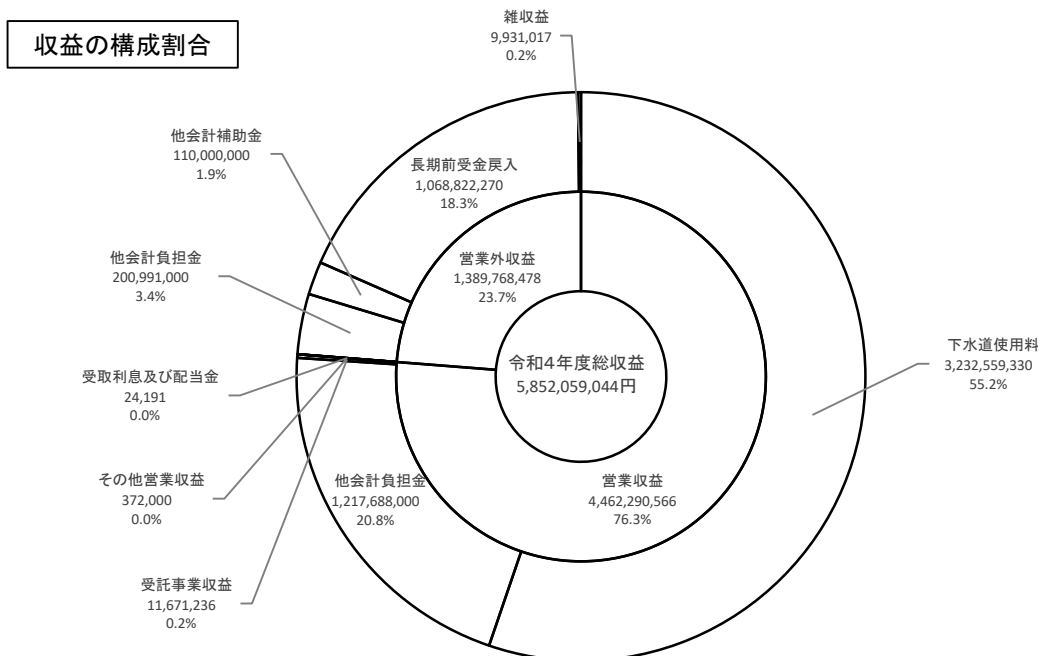 収益の構成割合
雑収益
9,931,017
0.2%
他会計補助金
110,000,000
1.9%
長期前受金戻入
1,068,822,270
18.3%
他会計負担金
200,991,000
3.4%
営業外収益
1,389,768,478
23.7%
令和4年度総収益
5,852,059,044円
下水道使用料
3,232,559,330
55.2%
受取利息及び配当金
24,191
0.0%
その他営業収益
372,000
0.0%
他会計負担金
1,217,688,000
20.8%
営業収益
4,462,290,566
76.3%
受託事業収益
11,671,236
0.2%